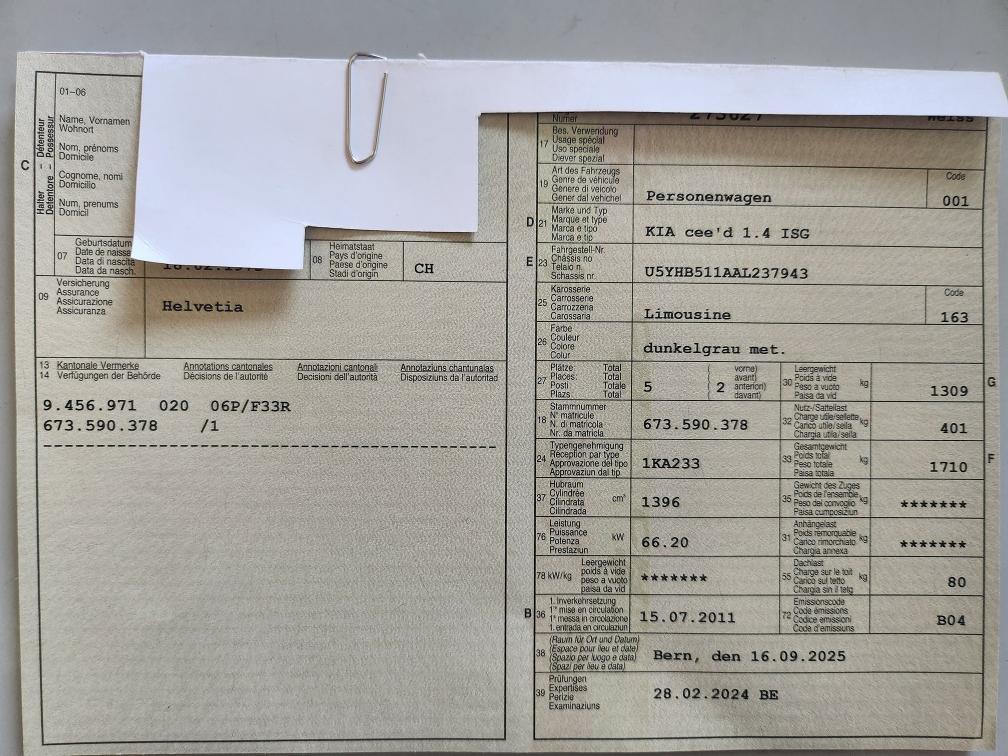 01-06
Name, Vornamen
Wohnort
Nom, prénoms
Domicile
Cognome, nomi
Domicilio
Num, prenums
Domicil
C
Halter – Détenteur
Detentore – Possessur
07
Geburtsdatum
Date de naiss
Data di nascita
Data da nasch.
08
Heimatstaat
Pays d'origine
Paese d'origine
Stadi d'origin
CH
09
Versicherung
Assurance
Assicurazione
Assicuranza
Helvetia
13 Kantonale Vermerke Annotations cantonales Annotazioni cantonali Annotaziuns chantunalas
14 Verfügungen der Behörde Décisions de l'autorité Decisioni dell'autorità Disposiziuns da l'autoritad
9.456.971 020 06P/F33R
673.590.378 /1
Numer
weiss
17
Bes. Verwendung
Usage spécial
Uso speciale
Diever spezial
19
Art des Fahrzeugs
Genre de véhicule
Genere di veicolo
Gener dal vehichel
Personenwagen
Code
001
D 21
Marke und Typ
Marque et type
Marca e tipo
Marca e tip
KIA cee'd 1.4 ISG
E 23
Fahrgestell-Nr.
Châssis no
Telaio n.
Schassis nr.
U5YHB511AAL237943
25
Karosserie
Carrosserie
Carrozzeria
Carossaria
Limousine
Code
163
26
Farbe
Couleur
Colore
Colur
dunkelgrau met.
27
Plätze Total
Places: Total
Posti: Totale
Plazs: Total
5
( vorne)
( avant)
( anteriori)
( davant)
2
30
Leergewicht
Poids à vide
Peso a vuoto
Paisa da vid
kg
1309
G
18
Stammnummer
N° matricule
N. di matricola
Nr. da matricla
673.590.378
32
Nutz-/Sattellast
Charge utile/sellette
Carico utile/sella
Chargia utila/sella
kg
401
24
Typengenehmigung
Réception par type
Approvazione del tipo
Approvaziun dal tip
1KA233
33
Gesamtgewicht
Poids total
Peso totale
Paisa totala
kg
1710
F
37
Hubraum
Cylindrée
Cilindrata
Cilindrada
cm³
1396
35
Gewicht des Zuges
Poids de l'ensemble
Peso del convoglio
Paisa cumposiziun
kg
*******
76
Leistung
Puissance
Potenza
Prestaziun
kW
66.20
31
Anhängelast
Poids remorquable
Carico rimorchiato
Chargia annexa
kg
*******
78 kW/kg
Leergewicht
poids à vide
peso a vuoto
paisa da vid
*******
55
Dachlast
Charge sur le toit
Carico sul tetto
Chargia sin il tetg
kg
80
B 36
1. Inverkehrsetzung
1re mise en circulation
1a messa in circolazione
1. entrada en circulaziun
15.07.2011
72
Emissionscode
Code émissions
Codice emissioni
Code d'emissiuns
B04
38
(Raum für Ort und Datum)
(Espace pour lieu et date)
(Spazio per luogo e data)
(Spazi per lieu e data)
Bern, den 16.09.2025
39
Prüfungen
Expertises
Perizie
Examinaziuns
28.02.2024 BE